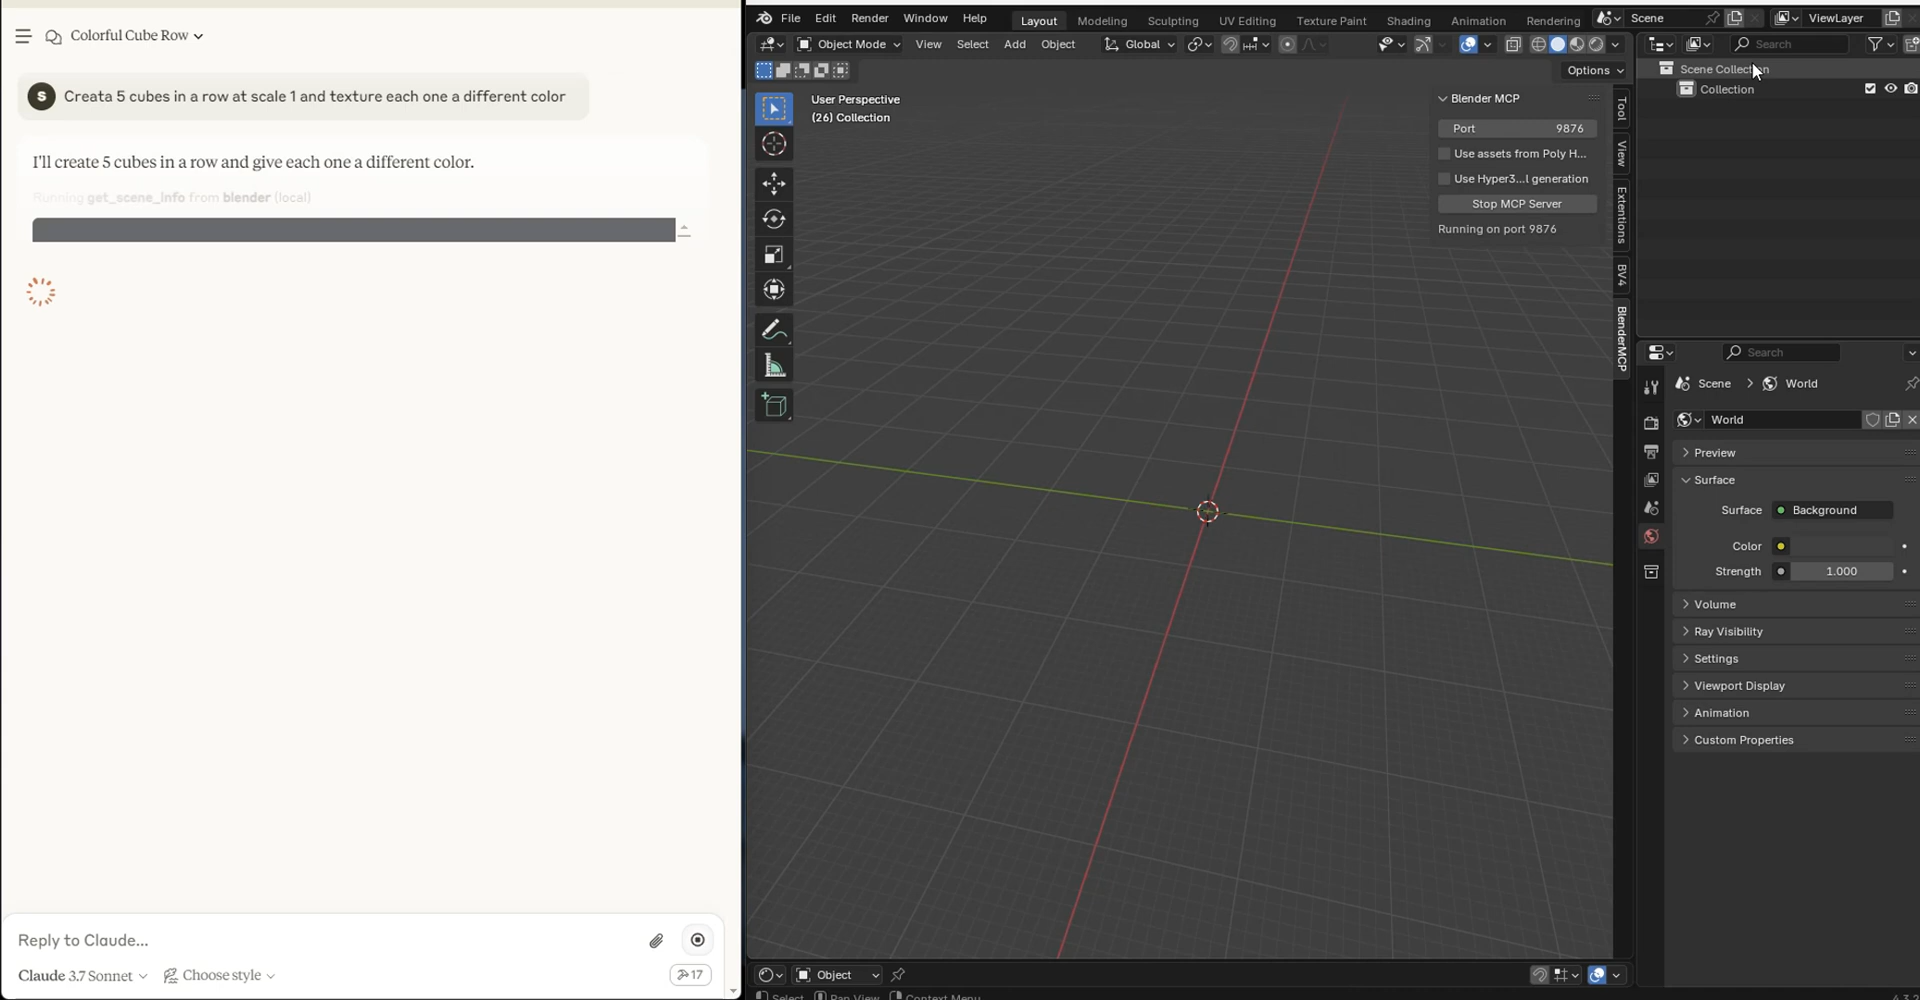 Colorful Cube Row
S Creata 5 cubes in a row at scale 1 and texture each one a different color
I'll create 5 cubes in a row and give each one a different color.
Running get_scene_info from blender (local)
Reply to Claude...
Claude 3.7 Sonnet
Choose style
17
File Edit Render Window Help
Layout Modeling Sculpting UV Editing Texture Paint Shading Animation Rendering
Scene
ViewLayer
Object Mode View Select Add Object
Global
Options
User Perspective
(26) Collection
Blender MCP
Port 9876
Use assets from Poly H...
Use Hyper3...l generation
Stop MCP Server
Running on port 9876
Tool
View
Extentions
BV4
BlenderMCP
Object
Select Pan View Context Menu
Search
Scene Collection
Collection
Search
Scene > World
World
Preview
Surface
Surface Background
Color
Strength 1.000
Volume
Ray Visibility
Settings
Viewport Display
Animation
Custom Properties